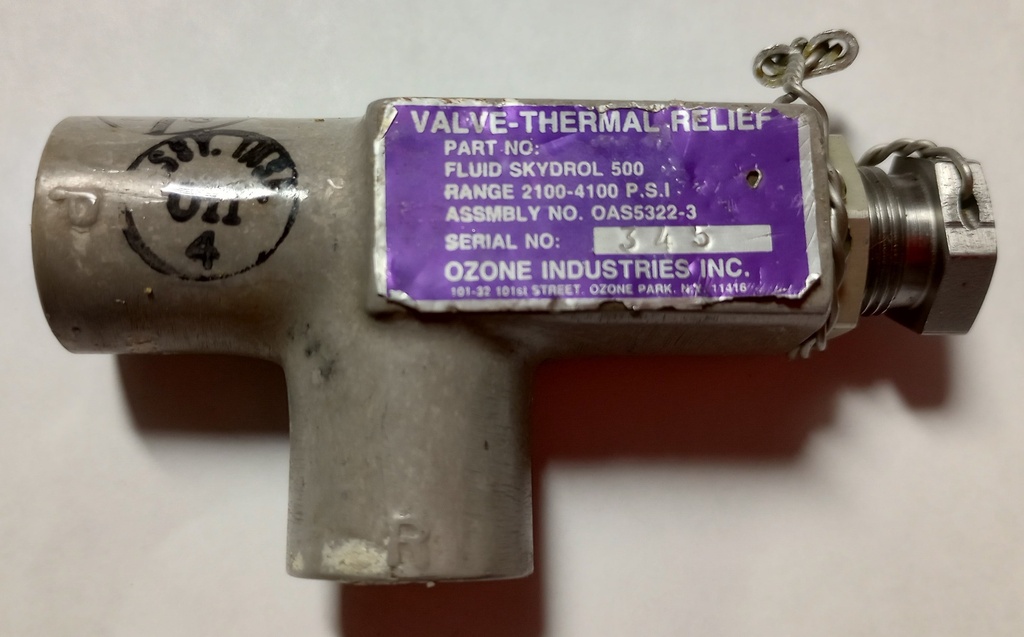 VALVE-THERMAL RELIEF
PART NO:
FLUID SKYDROL 500
RANGE 2100-4100 P.S.I.
ASSMBLY NO. OAS5322-3
SERIAL NO: 345
OZONE INDUSTRIES INC.
101-32 101st STREET. OZONE PARK, N.Y. 11416
P
4
R